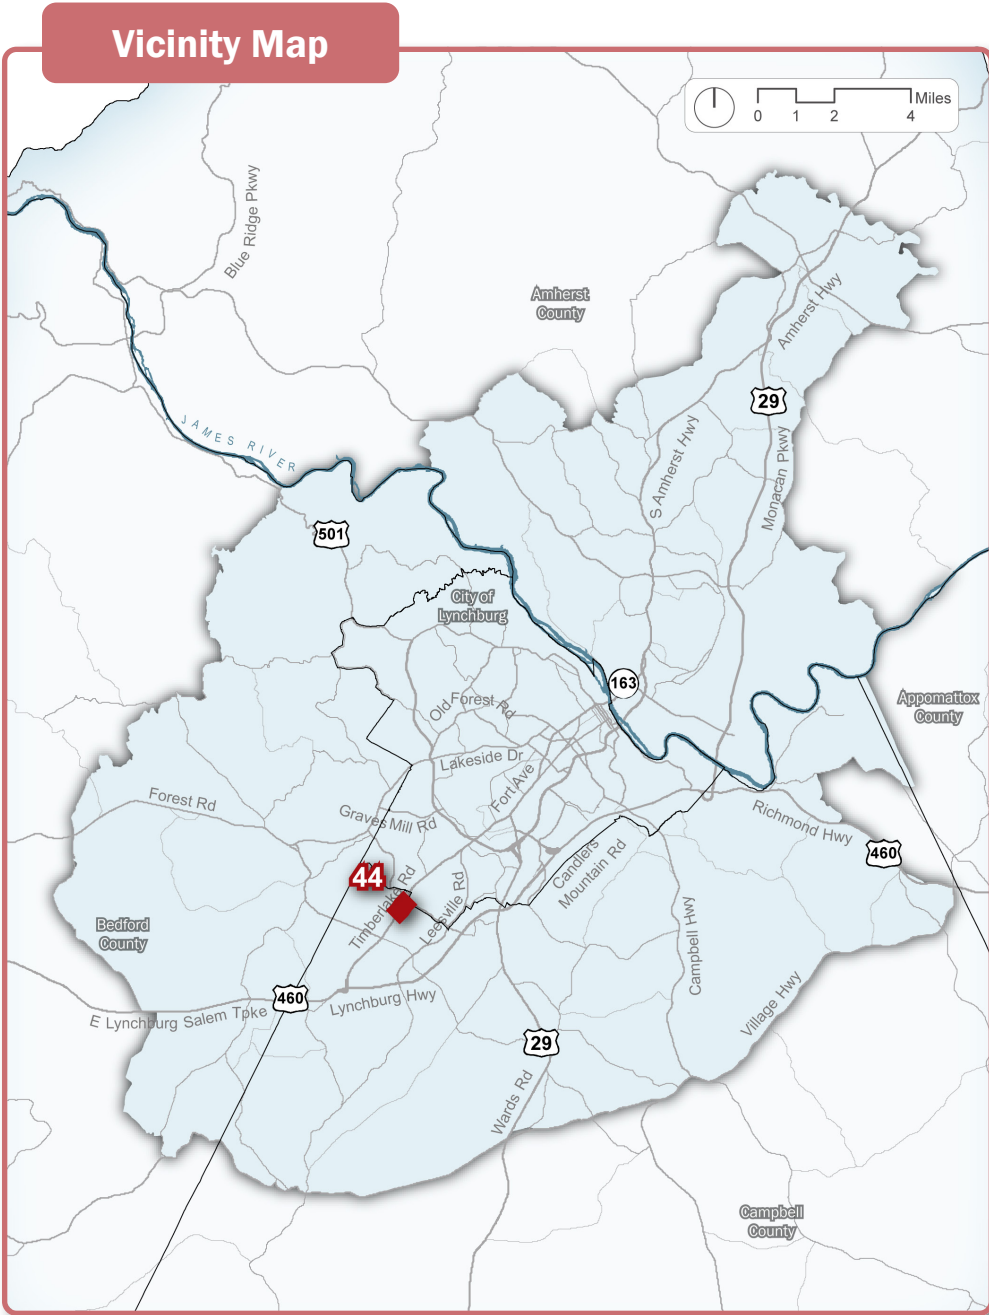 Vicinity Map
Miles
0 1 2 4
Blue Ridge Pkwy
Amherst
County
Amherst Hwy
29
JAMES RIVER
S Amherst Hwy
Monacan Pkwy
501
City of
Lynchburg
163
Appomattox
County
Old Forest Rd
Lakeside Dr
Fort Ave
Forest Rd
Graves Mill Rd
Richmond Hwy
460
Candlers
Mountain Rd
44
Timberlake Rd
Leesville Rd
Bedford
County
Campbell Hwy
460
Lynchburg Hwy
E Lynchburg Salem Tpke
Village Hwy
29
Wards Rd
Campbell
County